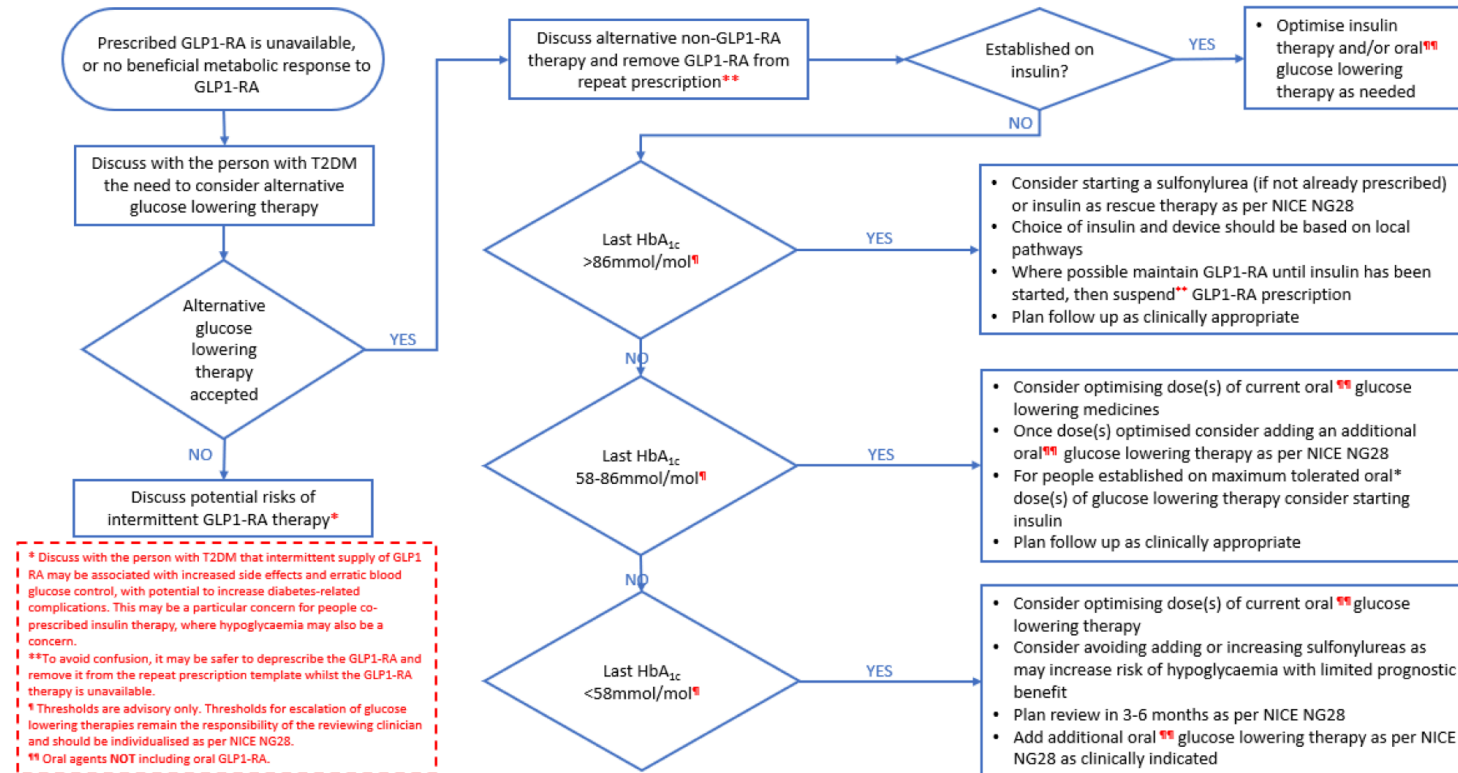 Prescribed GLP1-RA is unavailable,
or no beneficial metabolic response to
GLP1-RA
Discuss with the person with T2DM
the need to consider alternative
glucose lowering therapy
Alternative
glucose
lowering
therapy
accepted
YES
NO
Discuss potential risks of
intermittent GLP1-RA therapy*
* Discuss with the person with T2DM that intermittent supply of GLP1
RA may be associated with increased side effects and erratic blood
glucose control, with potential to increase diabetes-related
complications. This may be a particular concern for people co-
prescribed insulin therapy, where hypoglycaemia may also be a
concern.
**To avoid confusion, it may be safer to deprescribe the GLP1-RA and
remove it from the repeat prescription template whilst the GLP1-RA
therapy is unavailable.
¶ Thresholds are advisory only. Thresholds for escalation of glucose
lowering therapies remain the responsibility of the reviewing clinician
and should be individualised as per NICE NG28.
¶¶ Oral agents NOT including oral GLP1-RA.
Discuss alternative non-GLP1-RA
therapy and remove GLP1-RA from
repeat prescription**
Established on
insulin?
YES
• Optimise insulin
therapy and/or oral¶¶
glucose lowering
therapy as needed
NO
Last HbA1c
>86mmol/mol¶
YES
• Consider starting a sulfonylurea (if not already prescribed)
or insulin as rescue therapy as per NICE NG28
• Choice of insulin and device should be based on local
pathways
• Where possible maintain GLP1-RA until insulin has been
started, then suspend** GLP1-RA prescription
• Plan follow up as clinically appropriate
NO
Last HbA1c
58-86mmol/mol¶
YES
• Consider optimising dose(s) of current oral ¶¶ glucose
lowering medicines
• Once dose(s) optimised consider adding an additional
oral¶¶ glucose lowering therapy as per NICE NG28
• For people established on maximum tolerated oral*
dose(s) of glucose lowering therapy consider starting
insulin
• Plan follow up as clinically appropriate
NO
Last HbA1c
<58mmol/mol¶
YES
• Consider optimising dose(s) of current oral ¶¶ glucose
lowering therapy
• Consider avoiding adding or increasing sulfonylureas as
may increase risk of hypoglycaemia with limited prognostic
benefit
• Plan review in 3-6 months as per NICE NG28
• Add additional oral ¶¶ glucose lowering therapy as per NICE
NG28 as clinically indicated